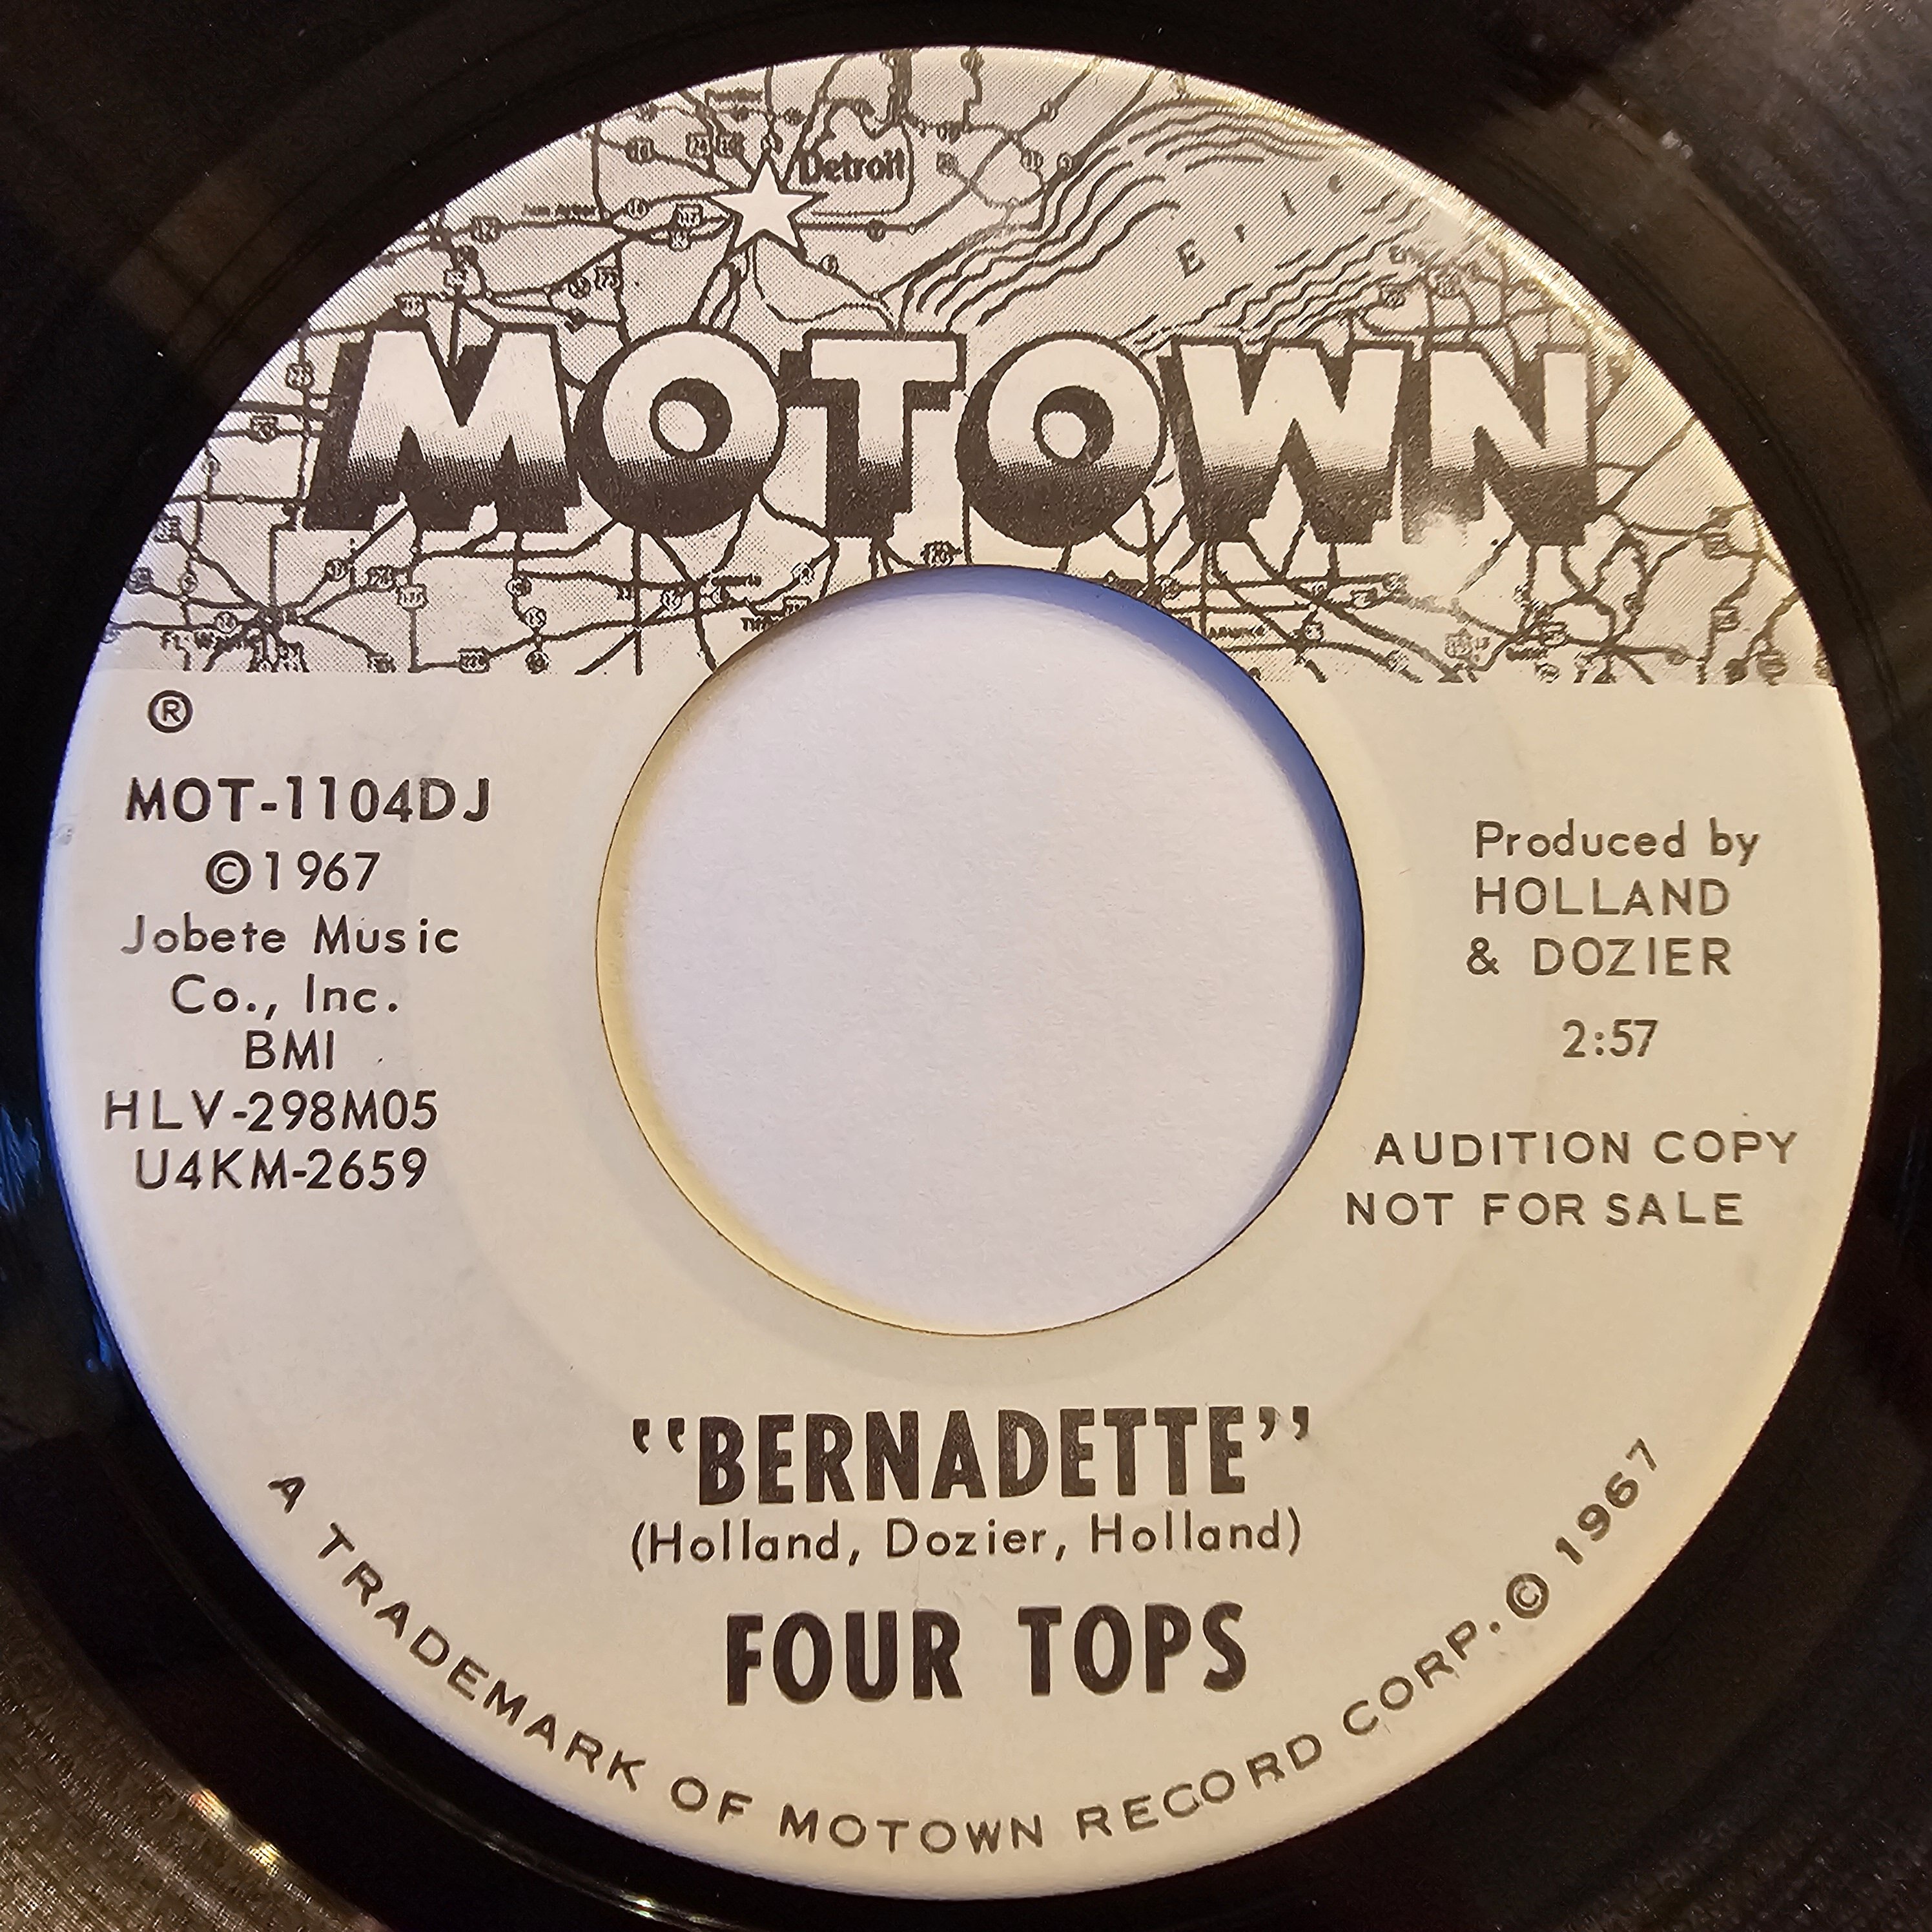 Detroit
E, I
MOTOWN
®
MOT-1104DJ
©1967
Jobete Music
Co., Inc.
BMI
HLV-298M05
U4KM-2659
Produced by
HOLLAND
& DOZIER
2:57
AUDITION COPY
NOT FOR SALE
"BERNADETTE"
(Holland, Dozier, Holland)
FOUR TOPS
A TRADEMARK OF MOTOWN RECORD CORP. © 1967